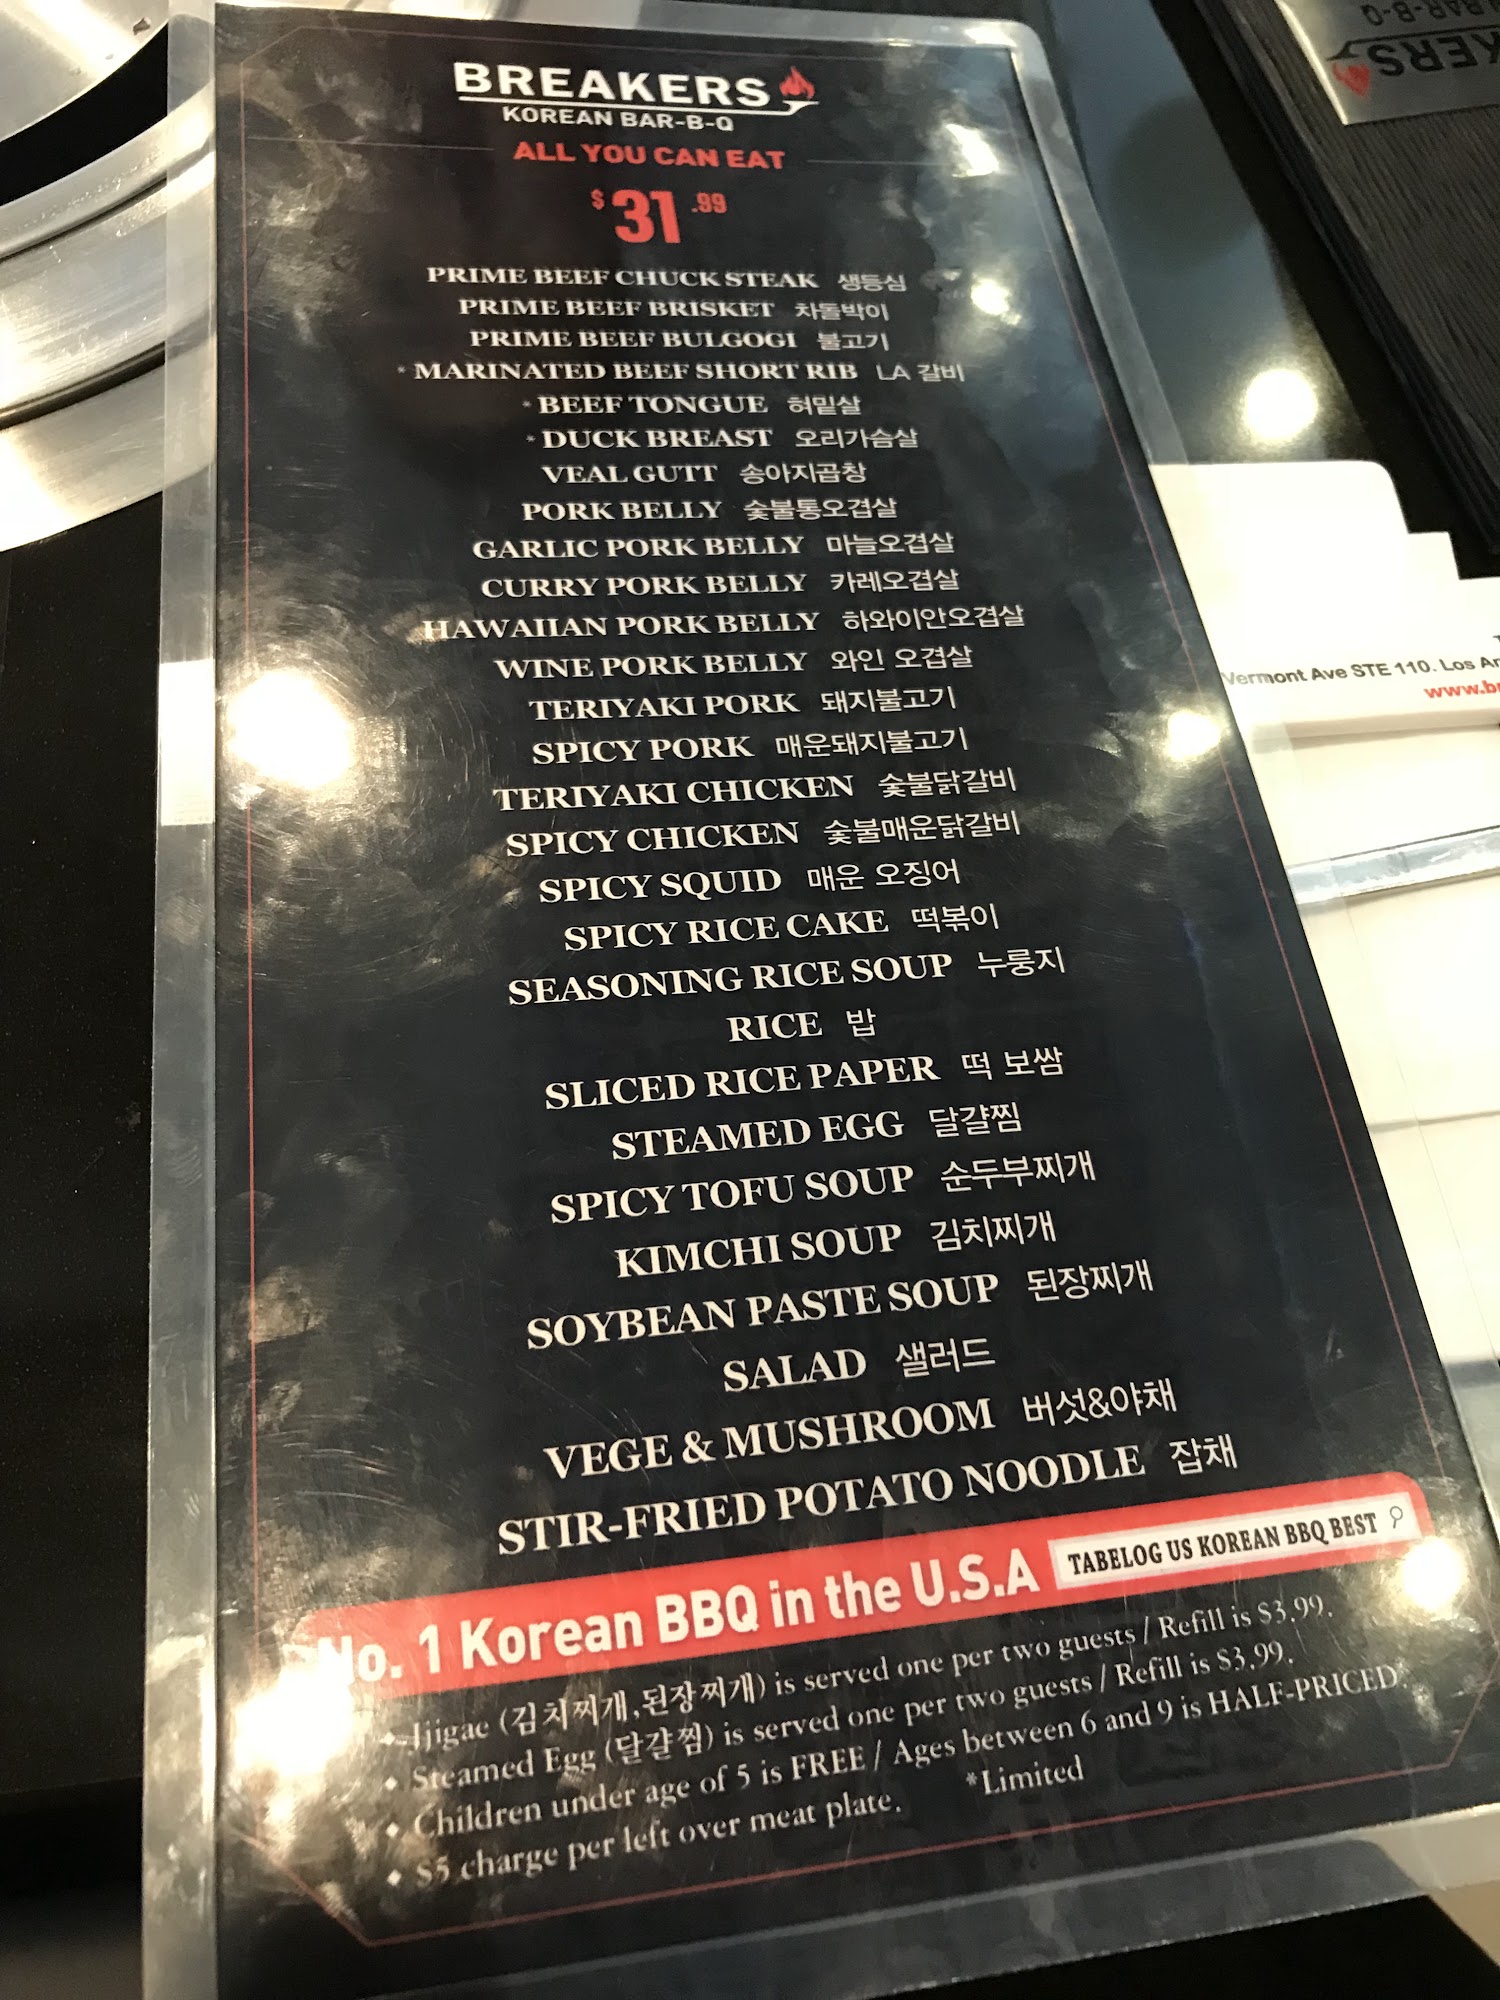 BREAKERS
KOREAN BAR-B-Q
ALL YOU CAN EAT
$31.99
PRIME BEEF CHUCK STEAK 생등심
PRIME BEEF BRISKET 차돌박이
PRIME BEEF BULGOGI 불고기
* MARINATED BEEF SHORT RIB LA 갈비
* BEEF TONGUE 혀밑살
* DUCK BREAST 오리가슴살
VEAL GUTT 송아지곱창
PORK BELLY 숯불통오겹살
GARLIC PORK BELLY 마늘오겹살
CURRY PORK BELLY 카레오겹살
HAWAIIAN PORK BELLY 하와이안오겹살
WINE PORK BELLY 와인 오겹살
TERIYAKI PORK 돼지불고기
SPICY PORK 매운돼지불고기
TERIYAKI CHICKEN 숯불닭갈비
SPICY CHICKEN 숯불매운닭갈비
SPICY SQUID 매운 오징어
SPICY RICE CAKE 떡볶이
SEASONING RICE SOUP 누룽지
RICE 밥
SLICED RICE PAPER 떡 보쌈
STEAMED EGG 달걀찜
SPICY TOFU SOUP 순두부찌개
KIMCHI SOUP 김치찌개
SOYBEAN PASTE SOUP 된장찌개
SALAD 샐러드
VEGE & MUSHROOM 버섯&야채
STIR-FRIED POTATO NOODLE 잡채
No. 1 Korean BBQ in the U.S.A TABELOG US KOREAN BBQ BEST
Jjigae (김치찌개,된장찌개) is served one per two guests / Refill is $3.99.
Steamed Egg (달걀찜) is served one per two guests / Refill is $3.99.
Children under age of 5 is FREE / Ages between 6 and 9 is HALF-PRICED.
$5 charge per left over meat plate. *Limited
KERS
BAR-B-Q
Vermont Ave STE 110. Los
www.b